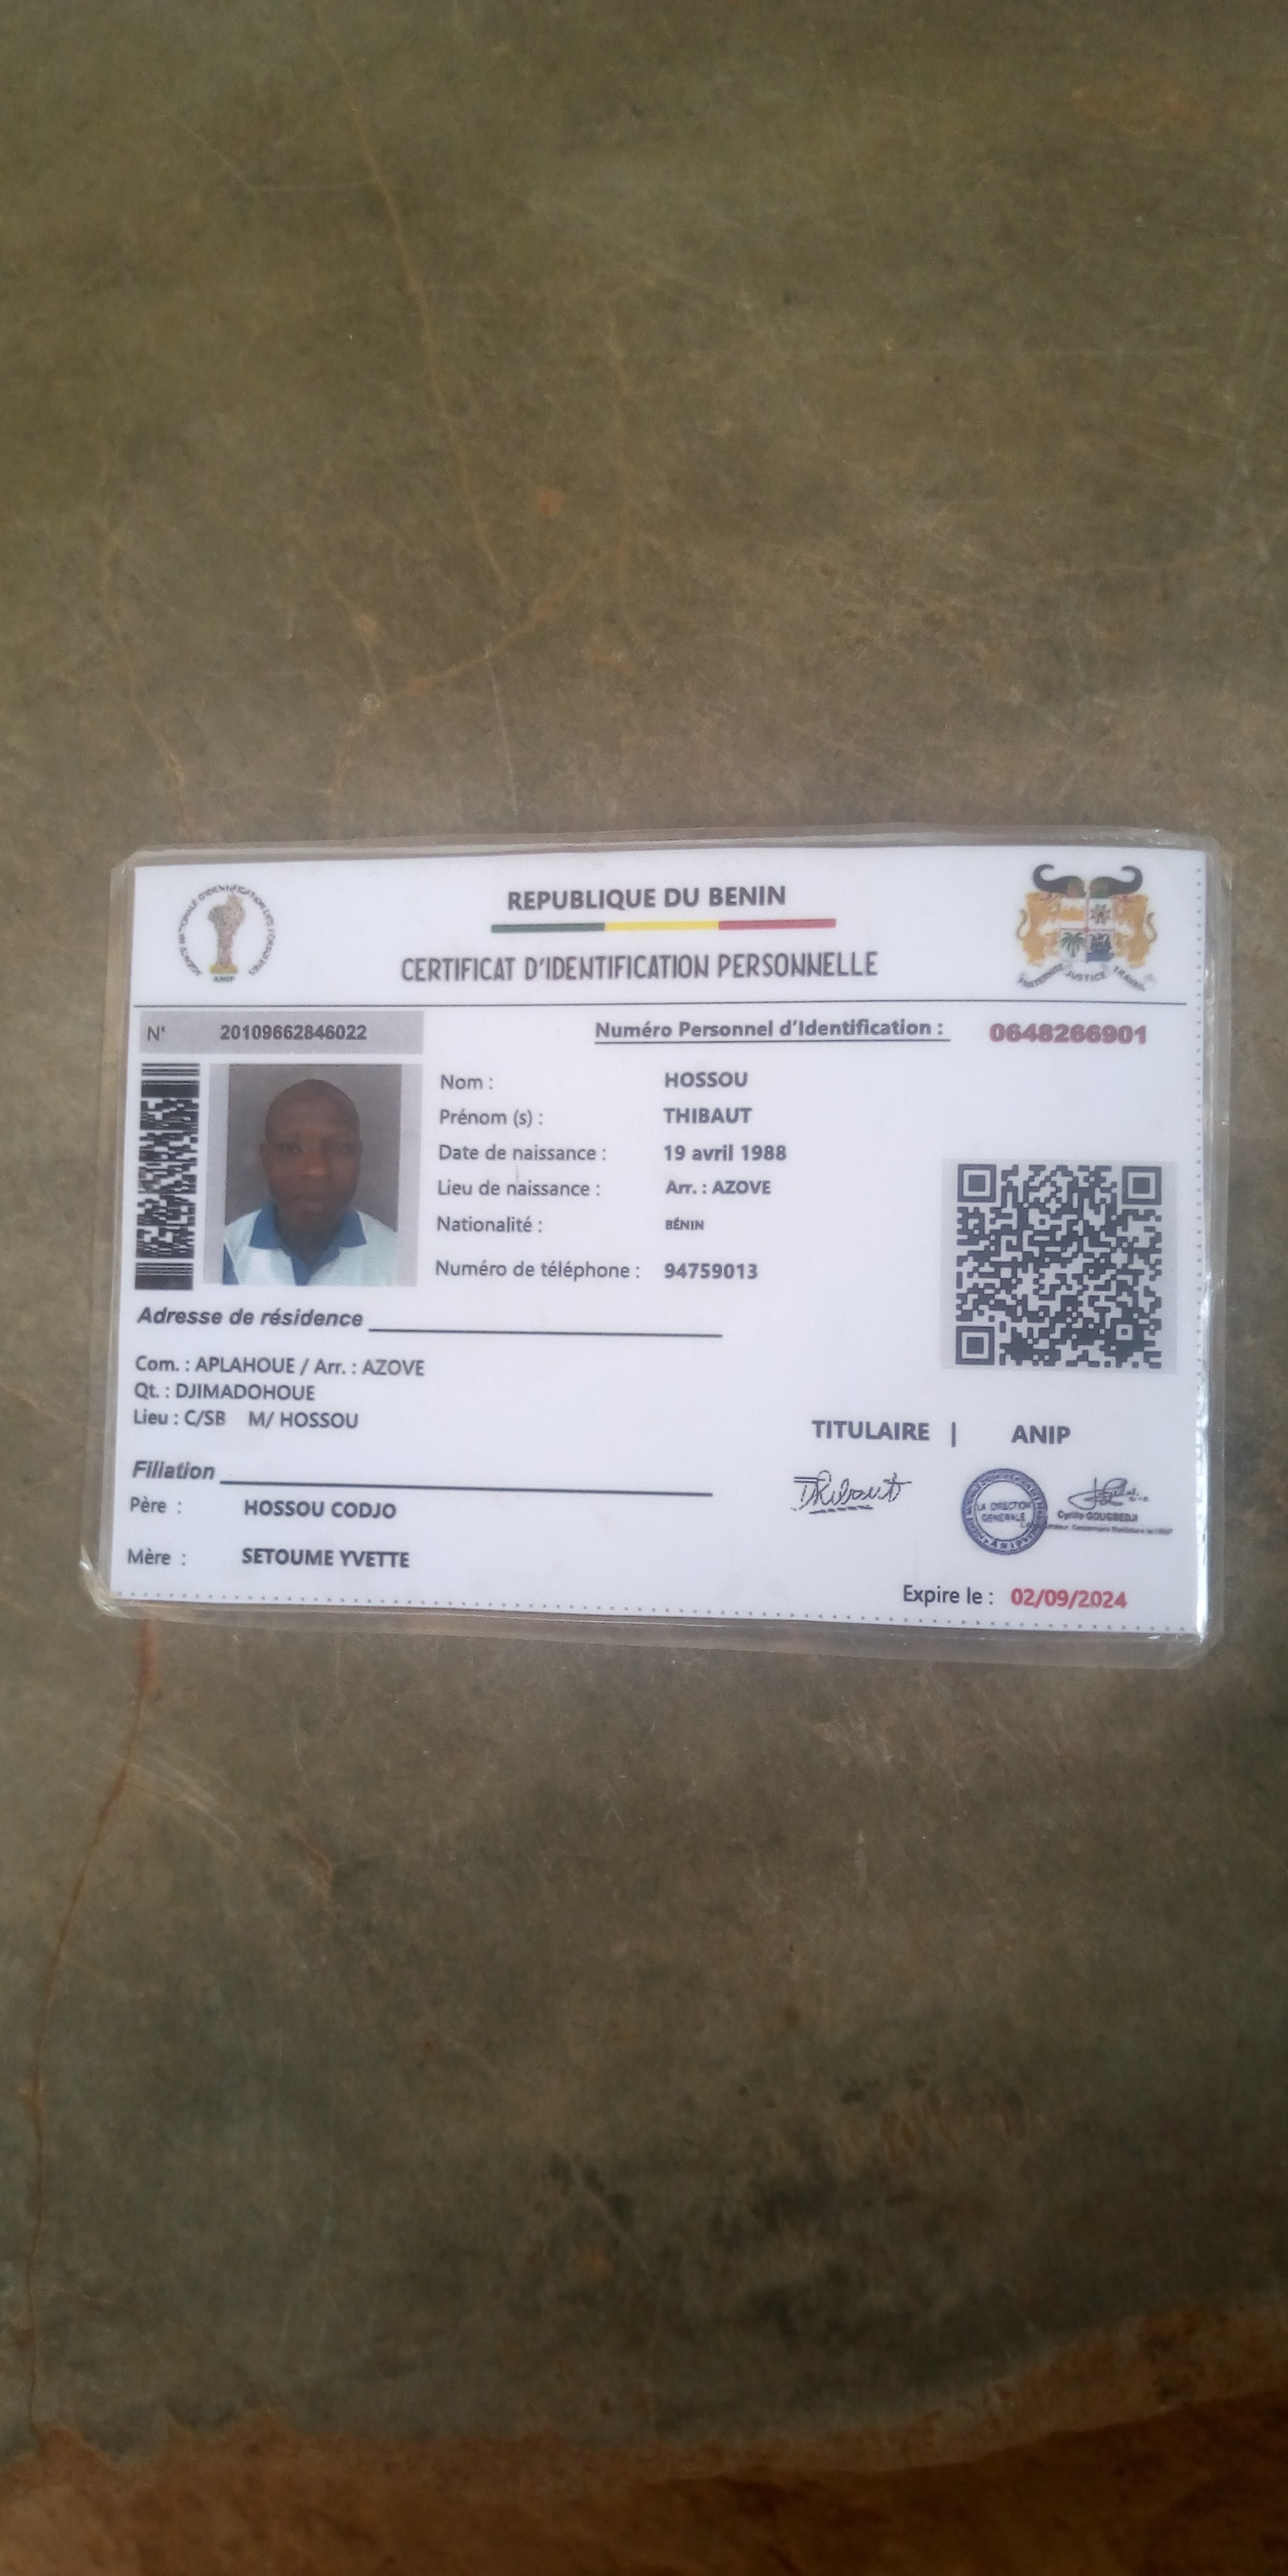 REPUBLIQUE DU BENIN
CERTIFICAT D'IDENTIFICATION PERSONNELLE
AGENCE NATIONALE D'IDENTIFICATION DES PERSONNES
ANIP
FRATERNITÉ JUSTICE TRAVAIL
N° 20109662846022
Numéro Personnel d'Identification : 0648266901
Nom : HOSSOU
Prénom (s) : THIBAUT
Date de naissance : 19 avril 1988
Lieu de naissance : Arr. : AZOVE
Nationalité : BÉNIN
Numéro de téléphone : 94759013
Adresse de résidence
Com. : APLAHOUE / Arr. : AZOVE
Qt. : DJIMADOHOUE
Lieu : C/SB M/ HOSSOU
TITULAIRE | ANIP
Thibaut
LA DIRECTION GENERALE
Cyrille GOUGBEDJI
Filiation
Père : HOSSOU CODJO
Mère : SETOUME YVETTE
Expire le : 02/09/2024